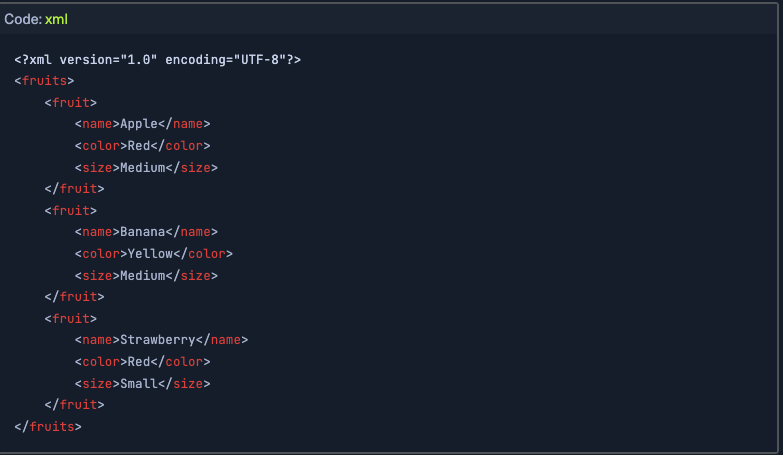 Code: xml
<?xml version="1.0" encoding="UTF-8"?>
<fruits>
    <fruit>
        <name>Apple</name>
        <color>Red</color>
        <size>Medium</size>
    </fruit>
    <fruit>
        <name>Banana</name>
        <color>Yellow</color>
        <size>Medium</size>
    </fruit>
    <fruit>
        <name>Strawberry</name>
        <color>Red</color>
        <size>Small</size>
    </fruit>
</fruits>